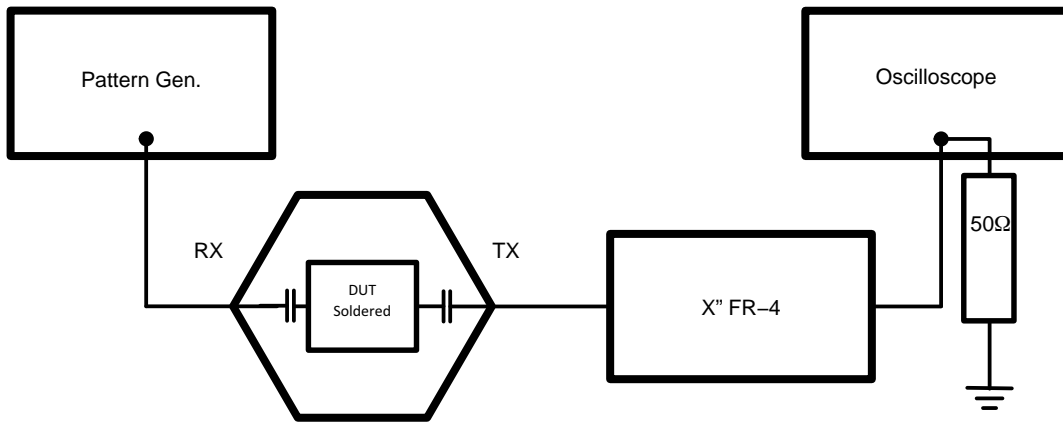 Pattern Gen.
Oscilloscope
50Ω
RX
TX
DUT
Soldered
X” FR−4